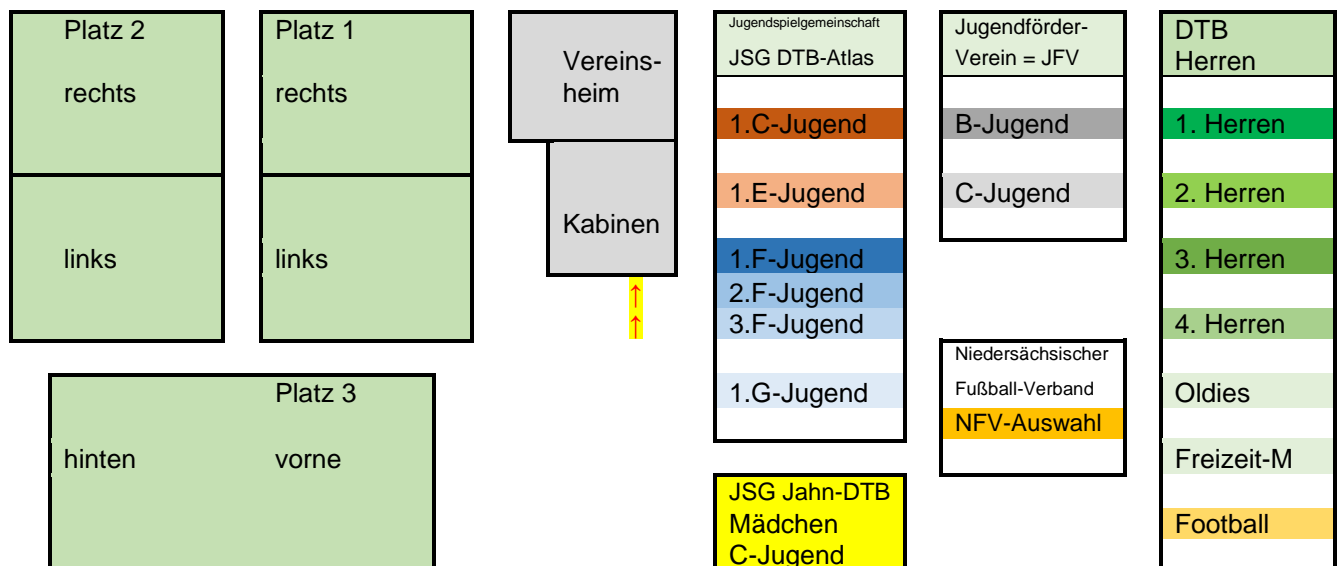 Platz 2
rechts
links
Platz 1
rechts
links
Platz 3
hinten vorne
Vereins-
heim
Kabinen
↑
↑
Jugendspielgemeinschaft
JSG DTB-Atlas
1.C-Jugend
1.E-Jugend
1.F-Jugend
2.F-Jugend
3.F-Jugend
1.G-Jugend
JSG Jahn-DTB
Mädchen
C-Jugend
Jugendförder-
Verein = JFV
B-Jugend
C-Jugend
Niedersächsischer
Fußball-Verband
NFV-Auswahl
DTB
Herren
1. Herren
2. Herren
3. Herren
4. Herren
Oldies
Freizeit-M
Football